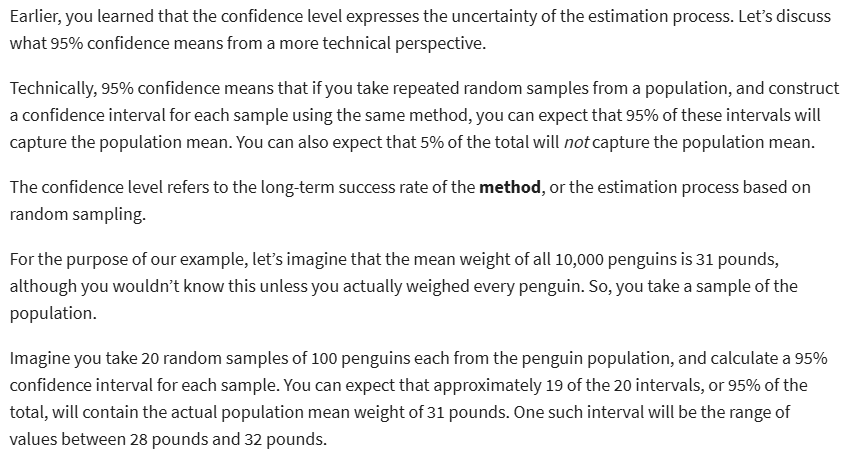 Earlier, you learned that the confidence level expresses the uncertainty of the estimation process. Let’s discuss
what 95% confidence means from a more technical perspective.
Technically, 95% confidence means that if you take repeated random samples from a population, and construct
a confidence interval for each sample using the same method, you can expect that 95% of these intervals will
capture the population mean. You can also expect that 5% of the total will not capture the population mean.
The confidence level refers to the long-term success rate of the method, or the estimation process based on
random sampling.
For the purpose of our example, let’s imagine that the mean weight of all 10,000 penguins is 31 pounds,
although you wouldn’t know this unless you actually weighed every penguin. So, you take a sample of the
population.
Imagine you take 20 random samples of 100 penguins each from the penguin population, and calculate a 95%
confidence interval for each sample. You can expect that approximately 19 of the 20 intervals, or 95% of the
total, will contain the actual population mean weight of 31 pounds. One such interval will be the range of
values between 28 pounds and 32 pounds.